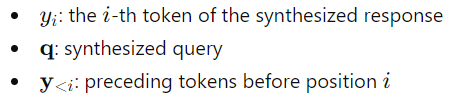 • yᵢ: the i-th token of the synthesized response
• q: synthesized query
• y<ᵢ: preceding tokens before position i